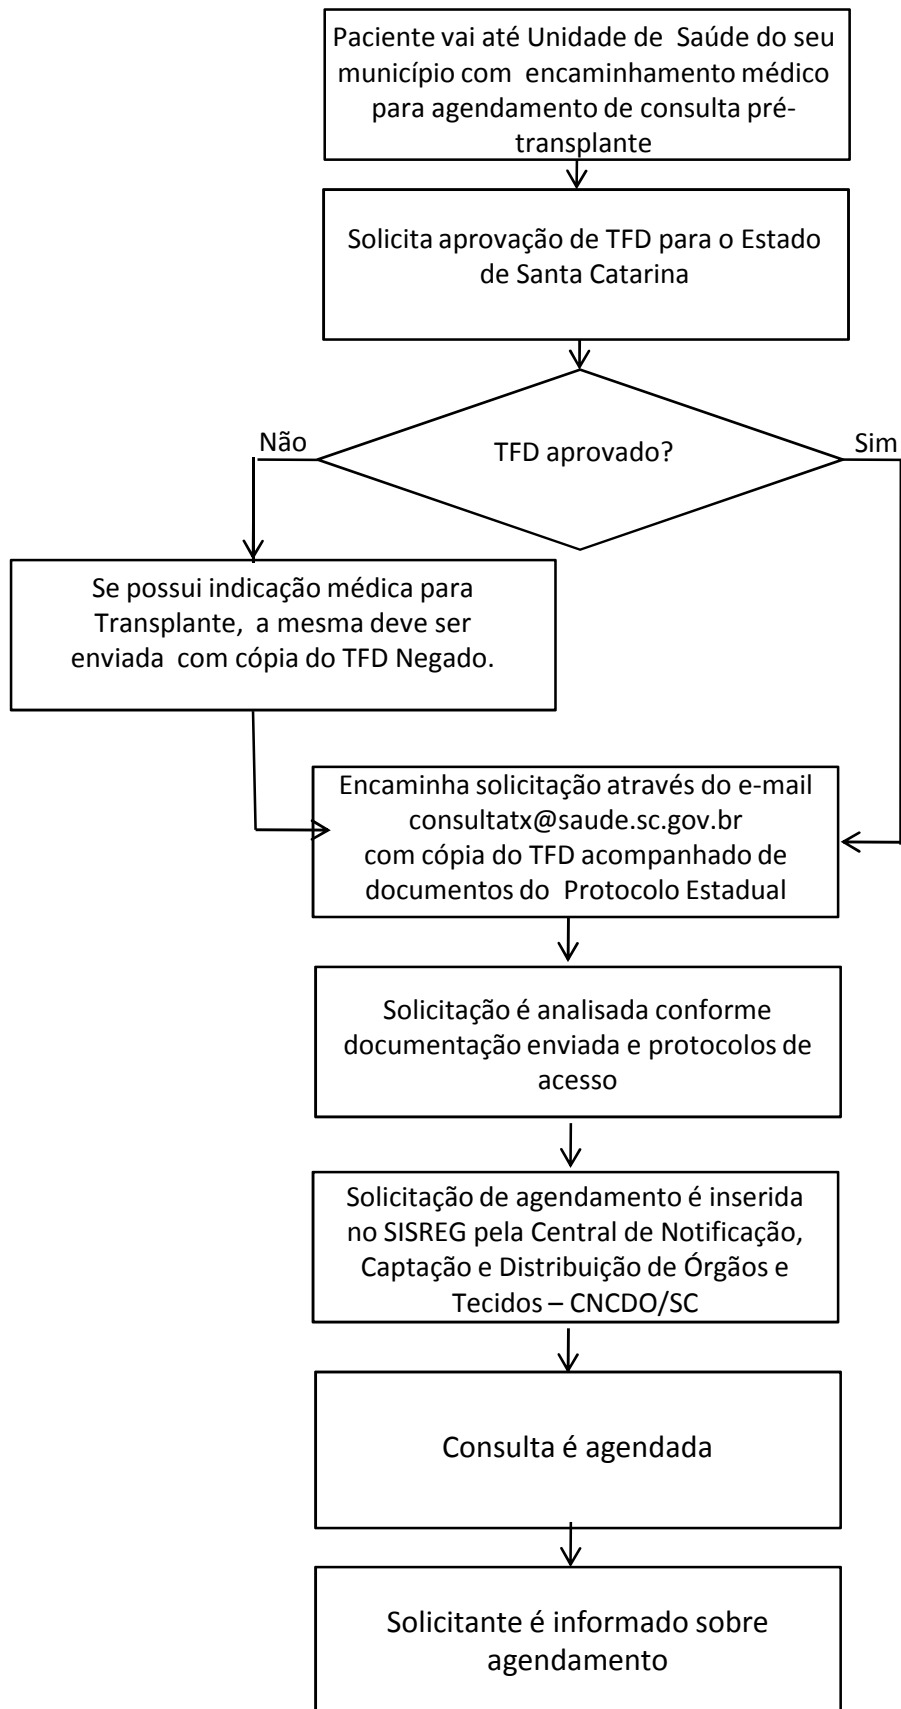 Paciente vai até Unidade de Saúde do seu
município com encaminhamento médico
para agendamento de consulta pré-
transplante
Solicita aprovação de TFD para o Estado
de Santa Catarina
TFD aprovado?
Não
Sim
Se possui indicação médica para
Transplante, a mesma deve ser
enviada com cópia do TFD Negado.
Encaminha solicitação através do e-mail
consultatx@saude.sc.gov.br
com cópia do TFD acompanhado de
documentos do Protocolo Estadual
Solicitação é analisada conforme
documentação enviada e protocolos de
acesso
Solicitação de agendamento é inserida
no SISREG pela Central de Notificação,
Captação e Distribuição de Órgãos e
Tecidos – CNCDO/SC
Consulta é agendada
Solicitante é informado sobre
agendamento